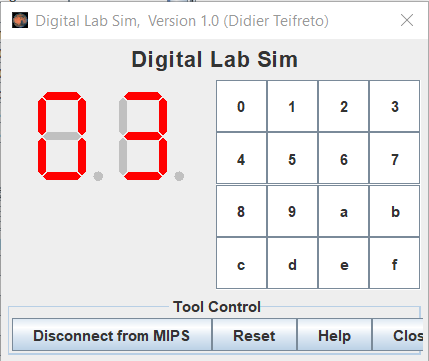 Digital Lab Sim, Version 1.0 (Didier Teifreto)
Digital Lab Sim
03
0 1 2 3
4 5 6 7
8 9 a b
c d e f
Tool Control
Disconnect from MIPS Reset Help Clos